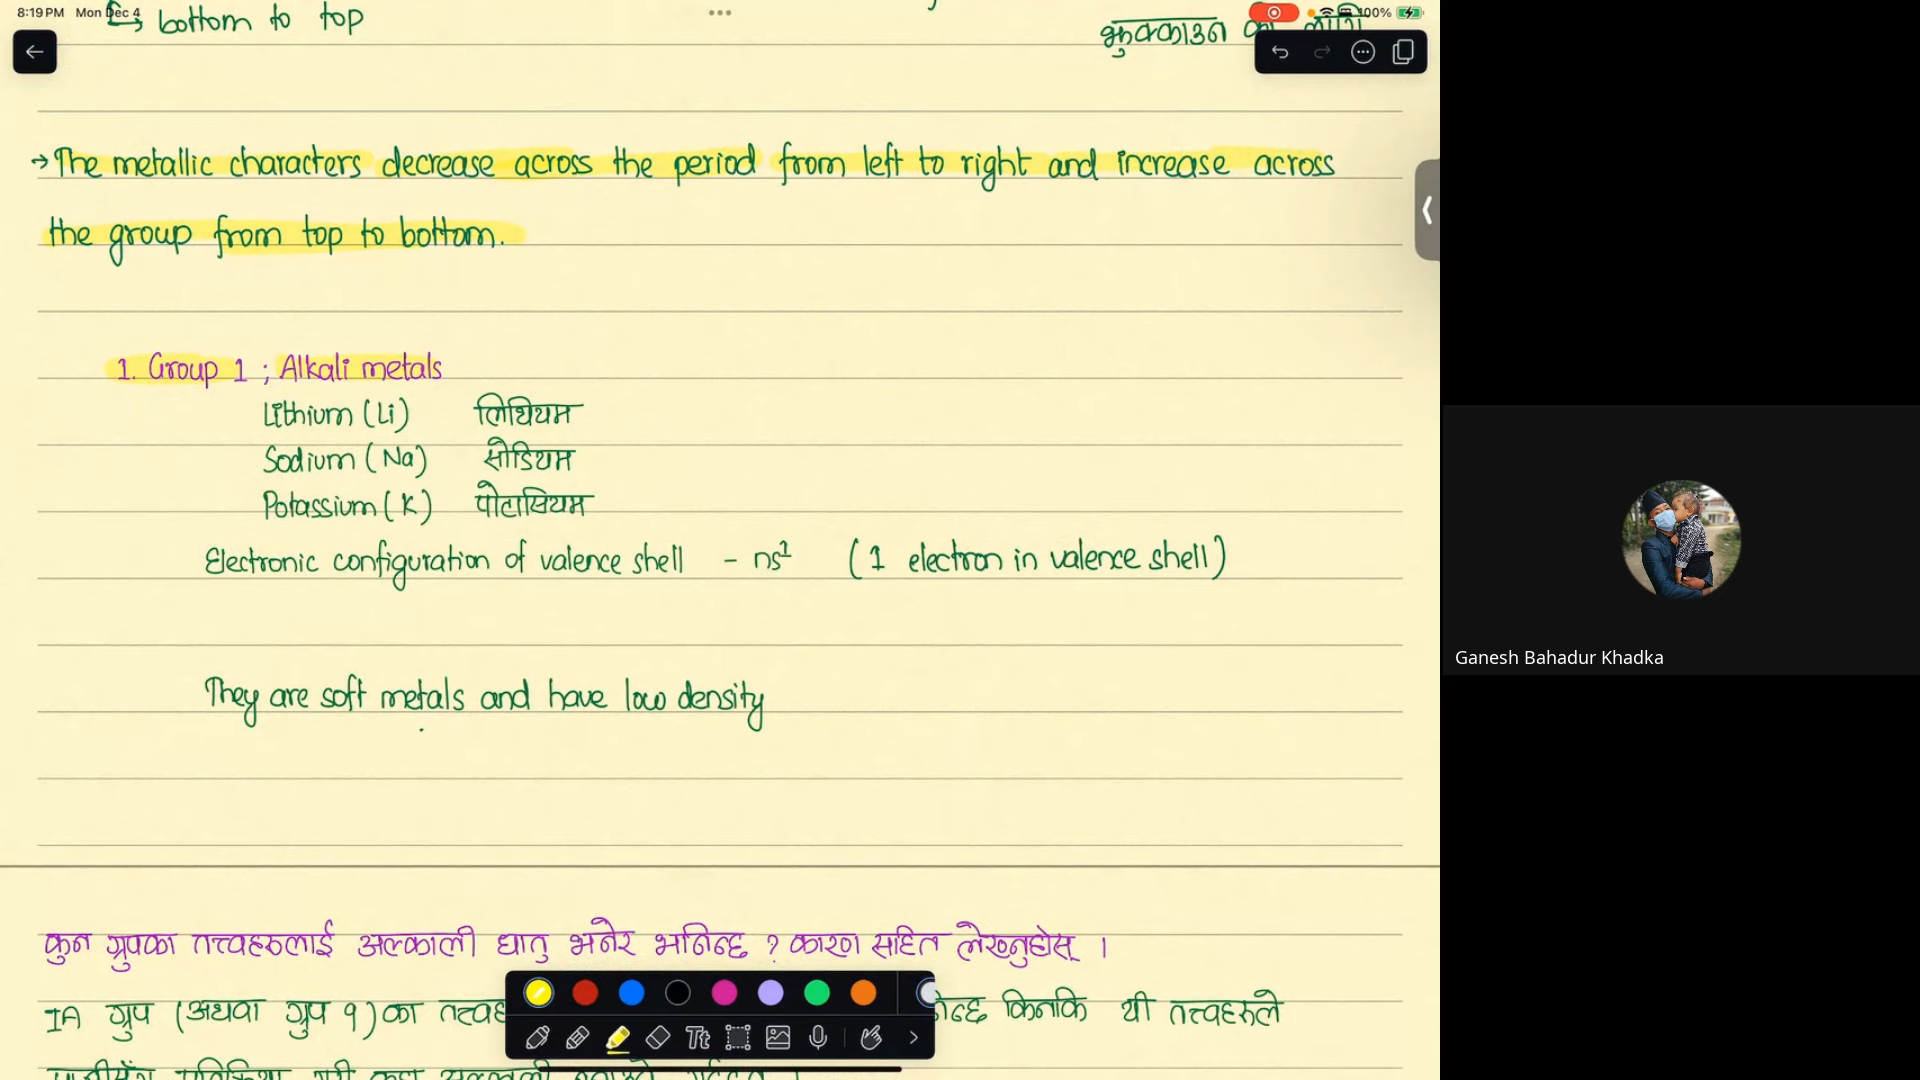 8:19 PM Mon Dec 4
100%
↳ bottom to top
झुक्काउन को लागि
→ The metallic characters decrease across the period from left to right and increase across
the group from top to bottom.
1. Group 1 ; Alkali metals
Lithium (Li) लिथियम
Sodium (Na) सोडियम
Potassium (K) पोटासियम
Electronic configuration of valence shell - ns¹ (1 electron in valence shell)
They are soft metals and have low density
कुन ग्रुपका तत्त्वहरुलाई अल्काली धातु भनेर भनिन्छ ? कारण सहित लेख्नुहोस् ।
IA ग्रुप (अथवा ग्रुप १) का किनकि यी तत्त्वहरुले
Tt
Ganesh Bahadur Khadka